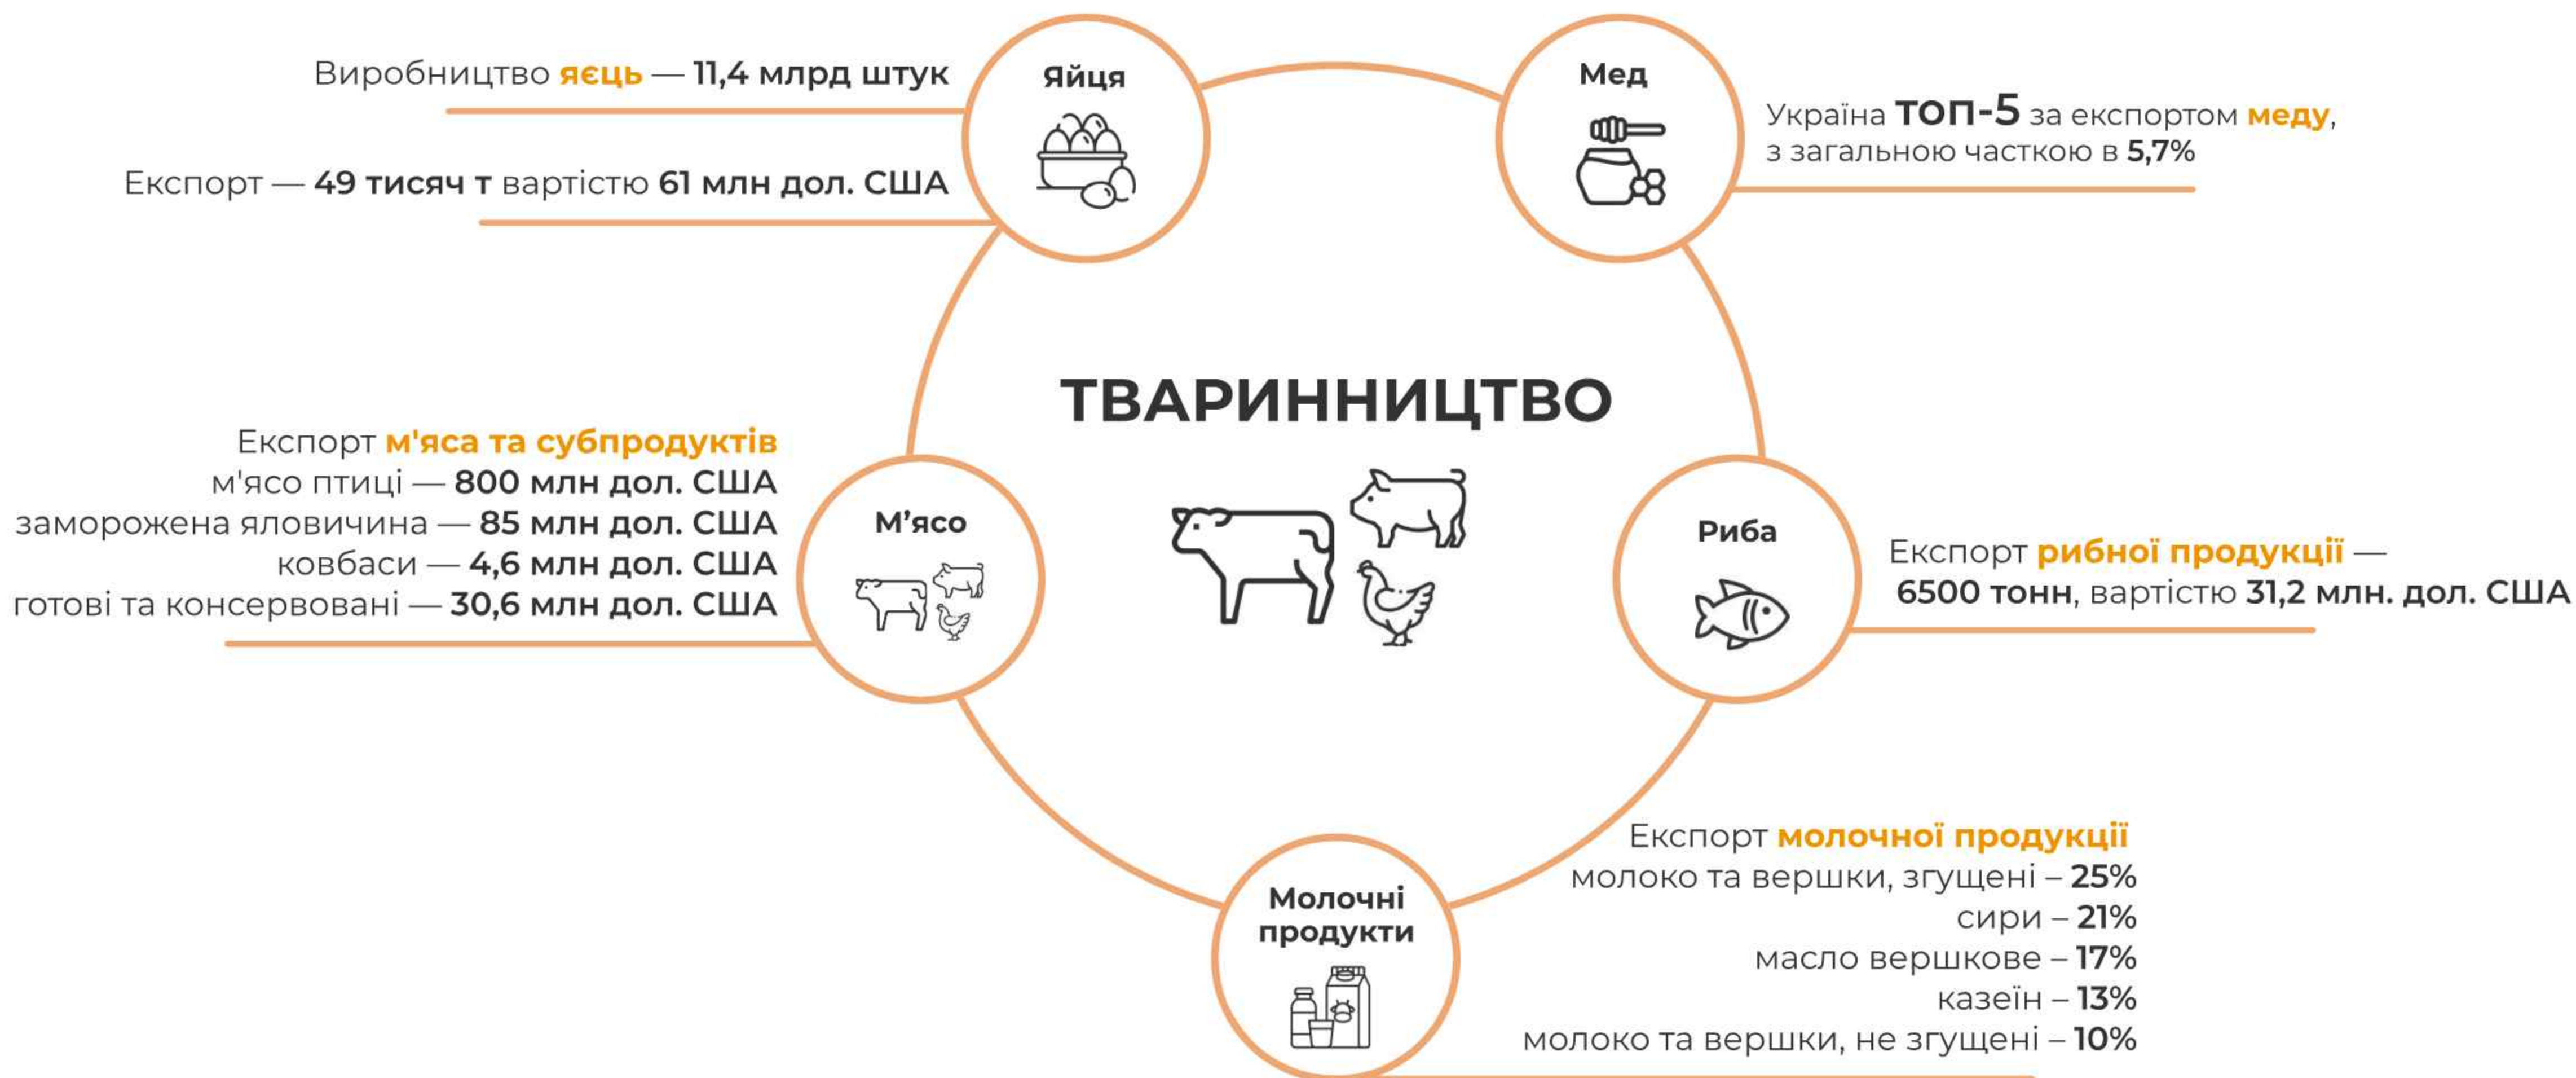 Виробництво яєць — 11,4 млрд штук
Експорт — 49 тисяч т вартістю 61 млн дол. США
Яйця
Мед
Україна ТОП-5 за експортом меду,
з загальною часткою в 5,7%
ТВАРИННИЦТВО
Експорт м'яса та субпродуктів
м'ясо птиці — 800 млн дол. США
заморожена яловичина — 85 млн дол. США
ковбаси — 4,6 млн дол. США
готові та консервовані — 30,6 млн дол. США
М’ясо
Риба
Експорт рибної продукції —
6500 тонн, вартістю 31,2 млн. дол. США
Молочні
продукти
Експорт молочної продукції
молоко та вершки, згущені – 25%
сири – 21%
масло вершкове – 17%
казеїн – 13%
молоко та вершки, не згущені – 10%